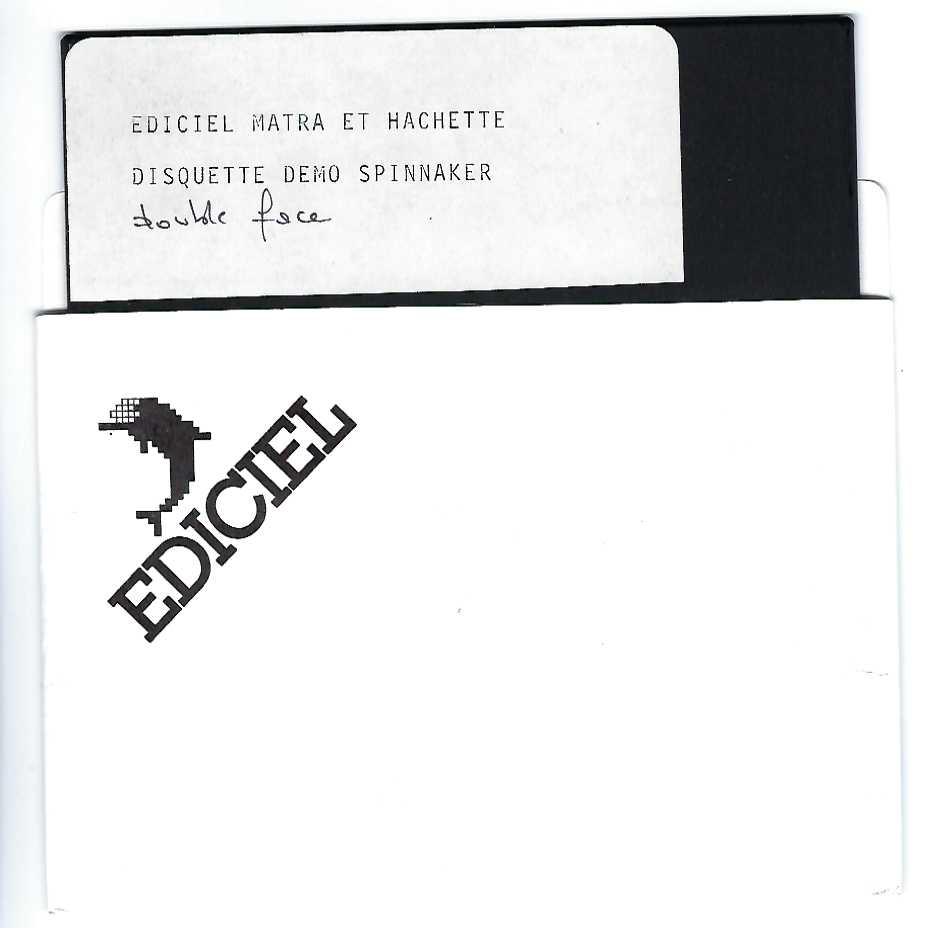 EDICIEL MATRA ET HACHETTE
DISQUETTE DEMO SPINNAKER
double face
EDICIEL